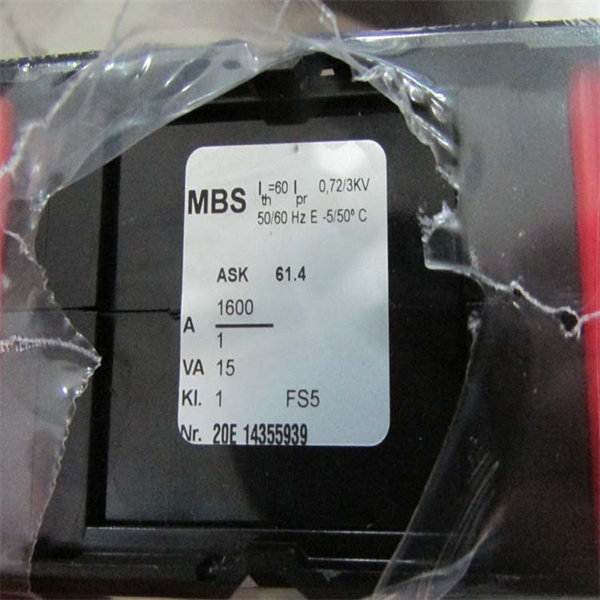 MBS Ith=60 Ipr 0,72/3KV
50/60 Hz E -5/50° C
ASK 61.4
A 1600
1
VA 15
Kl. 1 FS5
Nr. 20E 14355939